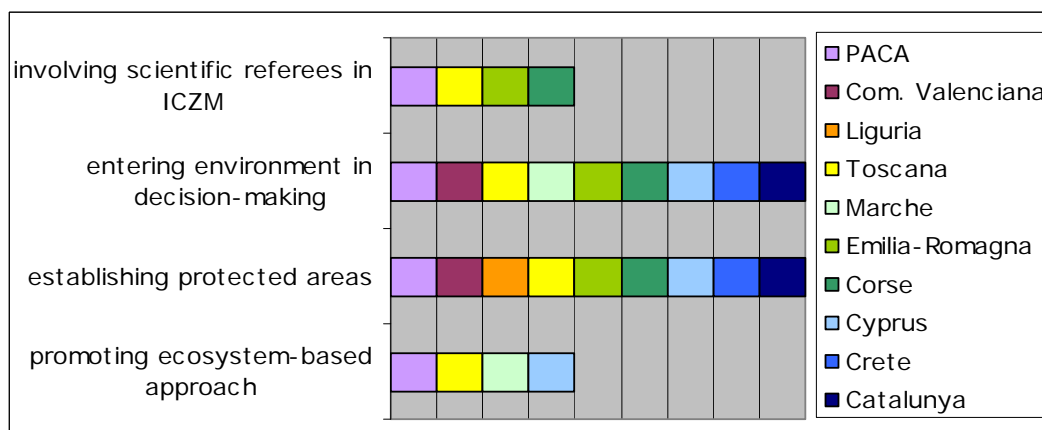 involving scientific referees in
ICZM
entering environment in
decision-making
establishing protected areas
promoting ecosystem-based
approach
PACA
Com. Valenciana
Liguria
Toscana
Marche
Emilia-Romagna
Corse
Cyprus
Crete
Catalunya